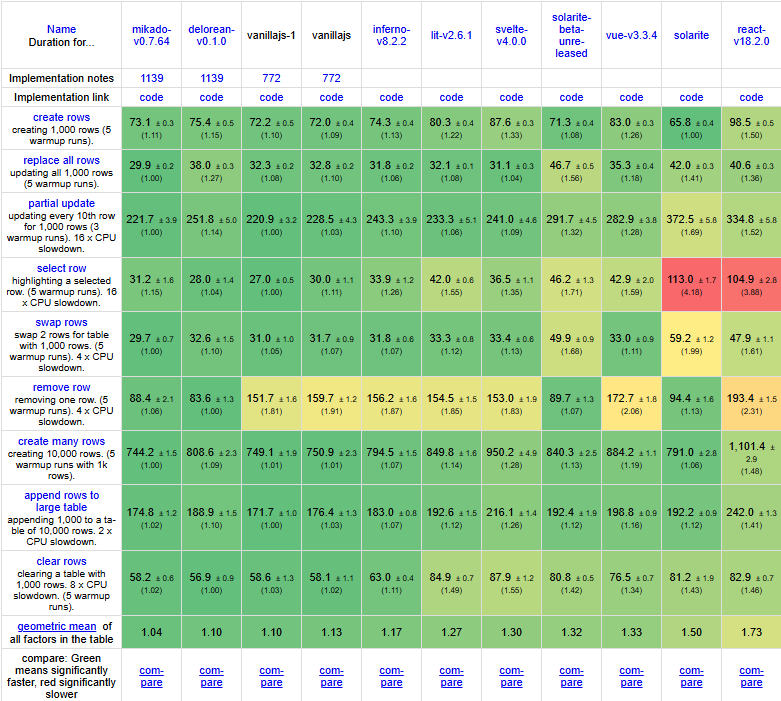 Name
Duration for...
mikado-
v0.7.64
delorean-
v0.1.0
vanillajs-1
vanillajs
inferno-
v8.2.2
lit-v2.6.1
svelte-
v4.0.0
solarite-
beta-
unre-
leased
vue-v3.3.4
solarite
react-
v18.2.0
Implementation notes 1139 1139 772 772
Implementation link code code code code code code code code code code code
create rows
creating 1,000 rows (5
warmup runs).
73.1 ± 0.3 75.4 ± 0.5 72.2 ± 0.5 72.0 ± 0.4 74.3 ± 0.4 80.3 ± 0.4 87.6 ± 0.3 71.3 ± 0.4 83.0 ± 0.3 65.8 ± 0.4 98.5 ± 0.5
(1.11) (1.15) (1.10) (1.09) (1.13) (1.22) (1.33) (1.08) (1.26) (1.00) (1.50)
replace all rows
updating all 1,000 rows
(5 warmup runs).
29.9 ± 0.2 38.0 ± 0.3 32.3 ± 0.2 32.8 ± 0.2 31.8 ± 0.2 32.1 ± 0.1 31.1 ± 0.3 46.7 ± 0.5 35.3 ± 0.4 42.0 ± 0.3 40.6 ± 0.3
(1.00) (1.27) (1.08) (1.10) (1.06) (1.08) (1.04) (1.56) (1.18) (1.41) (1.36)
partial update
updating every 10th row
for 1,000 rows (3
warmup runs). 16 x CPU
slowdown.
221.7 ± 3.9 251.8 ± 5.0 220.9 ± 3.2 228.5 ± 4.3 243.3 ± 3.9 233.3 ± 5.1 241.0 ± 4.6 291.7 ± 4.5 282.9 ± 3.8 372.5 ± 5.8 334.8 ± 5.8
(1.00) (1.14) (1.00) (1.03) (1.10) (1.06) (1.09) (1.32) (1.28) (1.69) (1.52)
select row
highlighting a selected
row. (5 warmup runs). 16
x CPU slowdown.
31.2 ± 1.6 28.0 ± 1.4 27.0 ± 0.5 30.0 ± 1.1 33.9 ± 1.2 42.0 ± 0.6 36.5 ± 1.1 46.2 ± 1.3 42.9 ± 2.0 113.0 ± 1.7 104.9 ± 2.8
(1.15) (1.04) (1.00) (1.11) (1.26) (1.55) (1.35) (1.71) (1.59) (4.18) (3.88)
swap rows
swap 2 rows for table
with 1,000 rows. (5
warmup runs). 4 x CPU
slowdown.
29.7 ± 0.7 32.6 ± 1.5 31.0 ± 1.0 31.7 ± 0.9 31.8 ± 0.6 33.3 ± 0.8 33.4 ± 0.6 49.9 ± 0.9 33.0 ± 0.9 59.2 ± 1.2 47.9 ± 1.1
(1.00) (1.10) (1.05) (1.07) (1.07) (1.12) (1.13) (1.68) (1.11) (1.99) (1.61)
remove row
removing one row. (5
warmup runs). 4 x CPU
slowdown.
88.4 ± 2.1 83.6 ± 1.3 151.7 ± 1.6 159.7 ± 1.2 156.2 ± 1.6 154.5 ± 1.5 153.0 ± 1.9 89.7 ± 1.3 172.7 ± 1.8 94.4 ± 1.6 193.4 ± 1.5
(1.06) (1.00) (1.81) (1.91) (1.87) (1.85) (1.83) (1.07) (2.06) (1.13) (2.31)
create many rows
creating 10,000 rows. (5
warmup runs with 1k
rows).
744.2 ± 1.5 808.6 ± 2.3 749.1 ± 1.9 750.9 ± 2.3 794.5 ± 1.5 849.8 ± 1.6 950.2 ± 4.9 840.3 ± 2.5 884.2 ± 1.1 791.0 ± 2.8 1,101.4 ±
2.9
(1.00) (1.09) (1.01) (1.01) (1.07) (1.14) (1.28) (1.13) (1.19) (1.06) (1.48)
append rows to
large table
appending 1,000 to a ta-
ble of 10,000 rows. 2 x
CPU slowdown.
174.8 ± 1.2 188.9 ± 1.5 171.7 ± 1.0 176.4 ± 1.3 183.0 ± 0.8 192.6 ± 1.5 216.1 ± 1.4 192.4 ± 1.9 198.8 ± 0.9 192.2 ± 0.9 242.0 ± 1.3
(1.02) (1.10) (1.00) (1.03) (1.07) (1.12) (1.26) (1.12) (1.16) (1.12) (1.41)
clear rows
clearing a table with
1,000 rows. 8 x CPU
slowdown. (5 warmup
runs).
58.2 ± 0.6 56.9 ± 0.9 58.6 ± 1.3 58.1 ± 1.1 63.0 ± 0.4 84.9 ± 0.7 87.9 ± 1.2 80.8 ± 0.5 76.5 ± 0.7 81.2 ± 1.9 82.9 ± 0.7
(1.02) (1.00) (1.03) (1.02) (1.11) (1.49) (1.55) (1.42) (1.34) (1.43) (1.46)
geometric mean of
all factors in the table
1.04 1.10 1.10 1.13 1.17 1.27 1.30 1.32 1.33 1.50 1.73
compare: Green
means significantly
faster, red significantly
slower
com- com- com- com- com- com- com- com- com- com- com-
pare pare pare pare pare pare pare pare pare pare pare